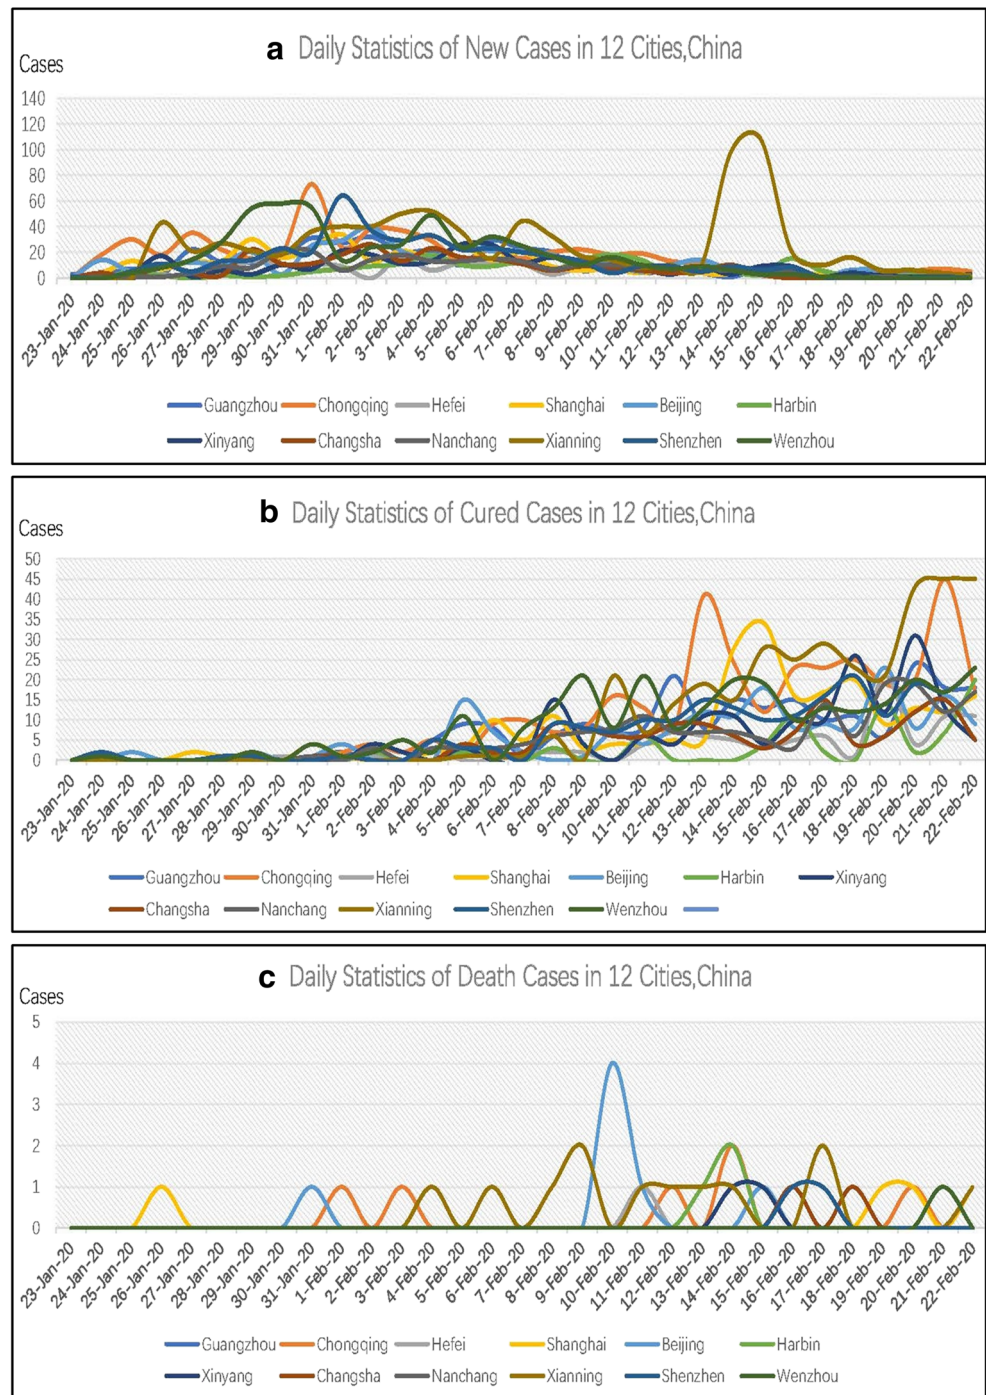 a Daily Statistics of New Cases in 12 Cities,China
Cases
140
120
100
80
60
40
20
0
23-Jan-20 24-Jan-20 25-Jan-20 26-Jan-20 27-Jan-20 28-Jan-20 29-Jan-20 30-Jan-20 31-Jan-20 1-Feb-20 2-Feb-20 3-Feb-20 4-Feb-20 5-Feb-20 6-Feb-20 7-Feb-20 8-Feb-20 9-Feb-20 10-Feb-20 11-Feb-20 12-Feb-20 13-Feb-20 14-Feb-20 15-Feb-20 16-Feb-20 17-Feb-20 18-Feb-20 19-Feb-20 20-Feb-20 21-Feb-20 22-Feb-20
Guangzhou Chongqing Hefei Shanghai Beijing Harbin
Xinyang Changsha Nanchang Xianning Shenzhen Wenzhou
b Daily Statistics of Cured Cases in 12 Cities,China
Cases
50
45
40
35
30
25
20
15
10
5
0
23-Jan-20 24-Jan-20 25-Jan-20 26-Jan-20 27-Jan-20 28-Jan-20 29-Jan-20 30-Jan-20 31-Jan-20 1-Feb-20 2-Feb-20 3-Feb-20 4-Feb-20 5-Feb-20 6-Feb-20 7-Feb-20 8-Feb-20 9-Feb-20 10-Feb-20 11-Feb-20 12-Feb-20 13-Feb-20 14-Feb-20 15-Feb-20 16-Feb-20 17-Feb-20 18-Feb-20 19-Feb-20 20-Feb-20 21-Feb-20 22-Feb-20
Guangzhou Chongqing Hefei Shanghai Beijing Harbin Xinyang
Changsha Nanchang Xianning Shenzhen Wenzhou
c Daily Statistics of Death Cases in 12 Cities,China
Cases
5
4
3
2
1
0
23-Jan-20 24-Jan-20 25-Jan-20 26-Jan-20 27-Jan-20 28-Jan-20 29-Jan-20 30-Jan-20 31-Jan-20 1-Feb-20 2-Feb-20 3-Feb-20 4-Feb-20 5-Feb-20 6-Feb-20 7-Feb-20 8-Feb-20 9-Feb-20 10-Feb-20 11-Feb-20 12-Feb-20 13-Feb-20 14-Feb-20 15-Feb-20 16-Feb-20 17-Feb-20 18-Feb-20 19-Feb-20 20-Feb-20 21-Feb-20 22-Feb-20
Guangzhou Chongqing Hefei Shanghai Beijing Harbin
Xinyang Changsha Nanchang Xianning Shenzhen Wenzhou